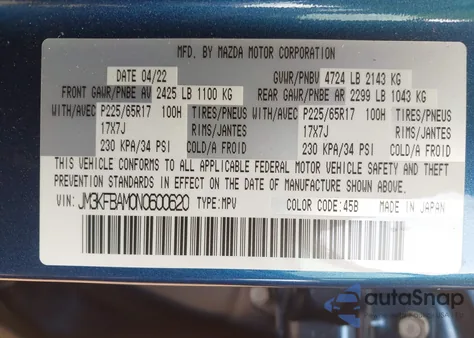 MFD. BY MAZDA MOTOR CORPORATION
DATE 04/22 GVWR/PNBV 4724 LB 2143 KG
FRONT GAWR/PNBE AV 2425 LB 1100 KG REAR GAWR/PNBE AR 2299 LB 1043 KG
WITH/AVEC P225/65R17 100H TIRES/PNEUS WITH/AVEC P225/65R17 100H TIRES/PNEUS
17X7J RIMS/JANTES 17X7J RIMS/JANTES
230 KPA/34 PSI COLD/A FROID 230 KPA/34 PSI COLD/A FROID
THIS VEHICLE CONFORMS TO ALL APPLICABLE FEDERAL MOTOR VEHICLE SAFETY AND THEFT
PREVENTION STANDARDS IN EFFECT ON THE DATE OF MANUFACTURE SHOWN ABOVE.
VIN: JM3KFBAM0N0600620 TYPE:MPV COLOR CODE:45B MADE IN JAPAN
autoSnap